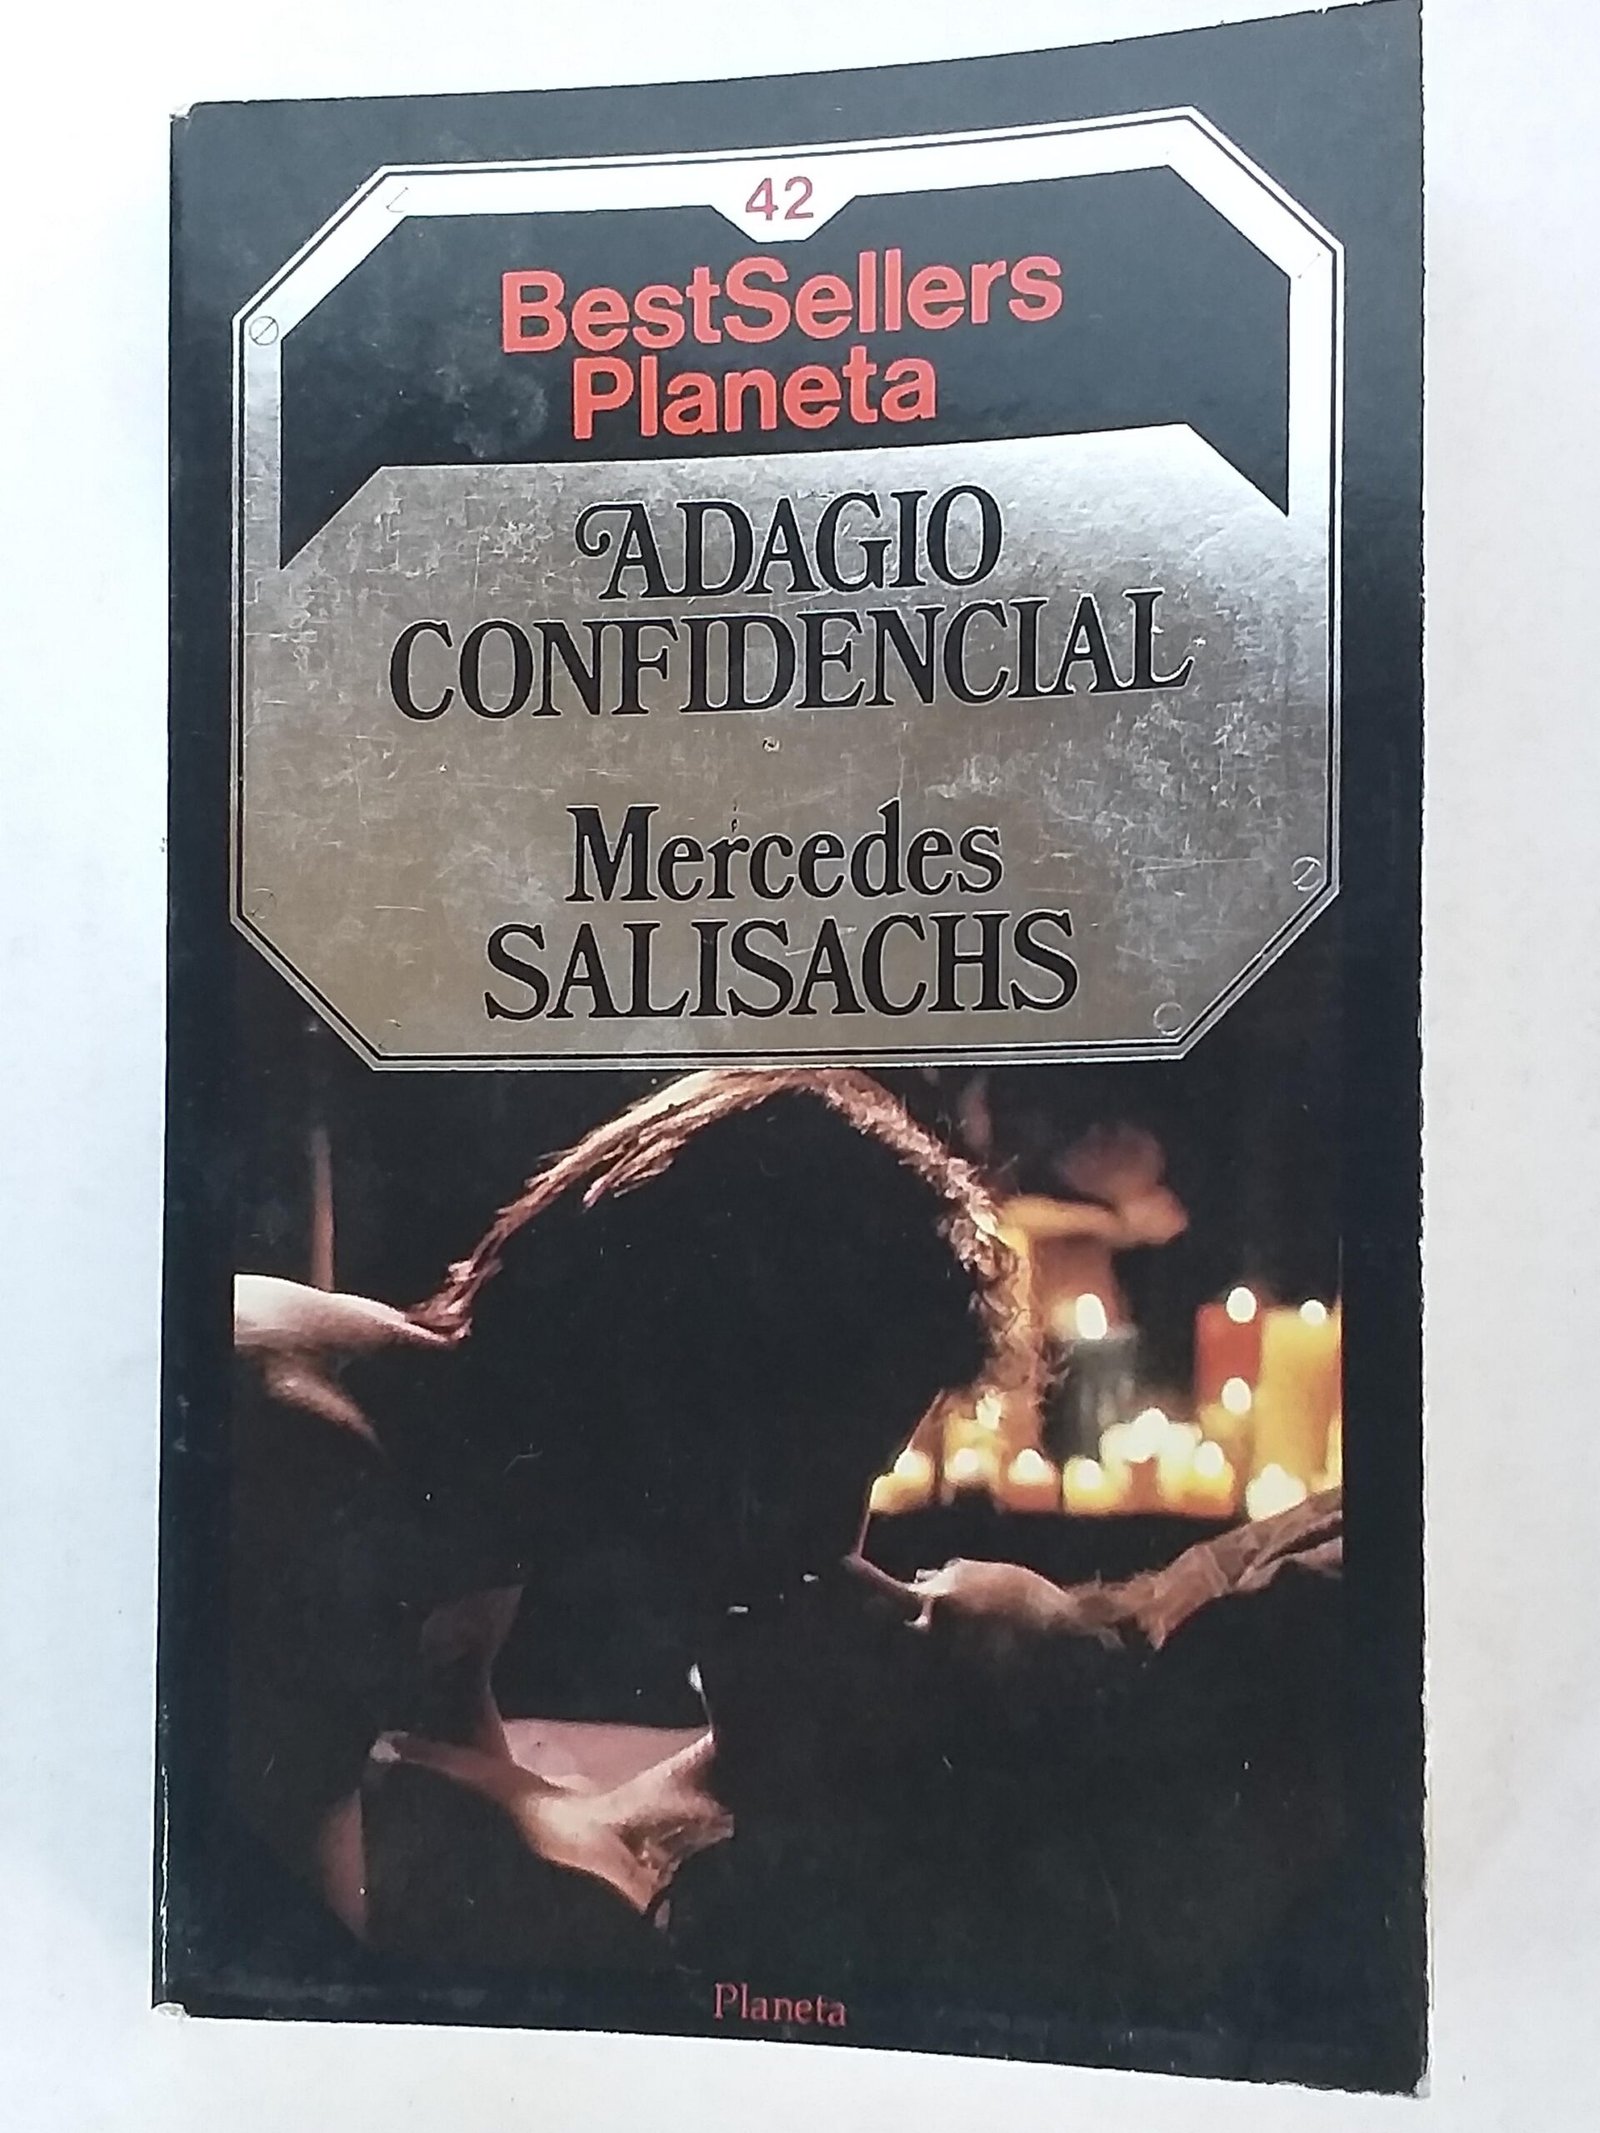 42
BestSellers
Planeta
ADAGIO
CONFIDENCIAL
Mercedes
SALISACHS
Planeta